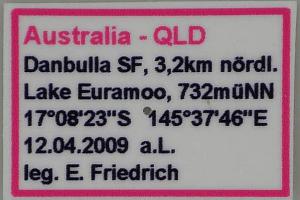 Australia - QLD
Danbulla SF, 3,2km nördl.
Lake Euramoo, 732müNN
17°08'23"S 145°37'46"E
12.04.2009 a.L.
leg. E. Friedrich